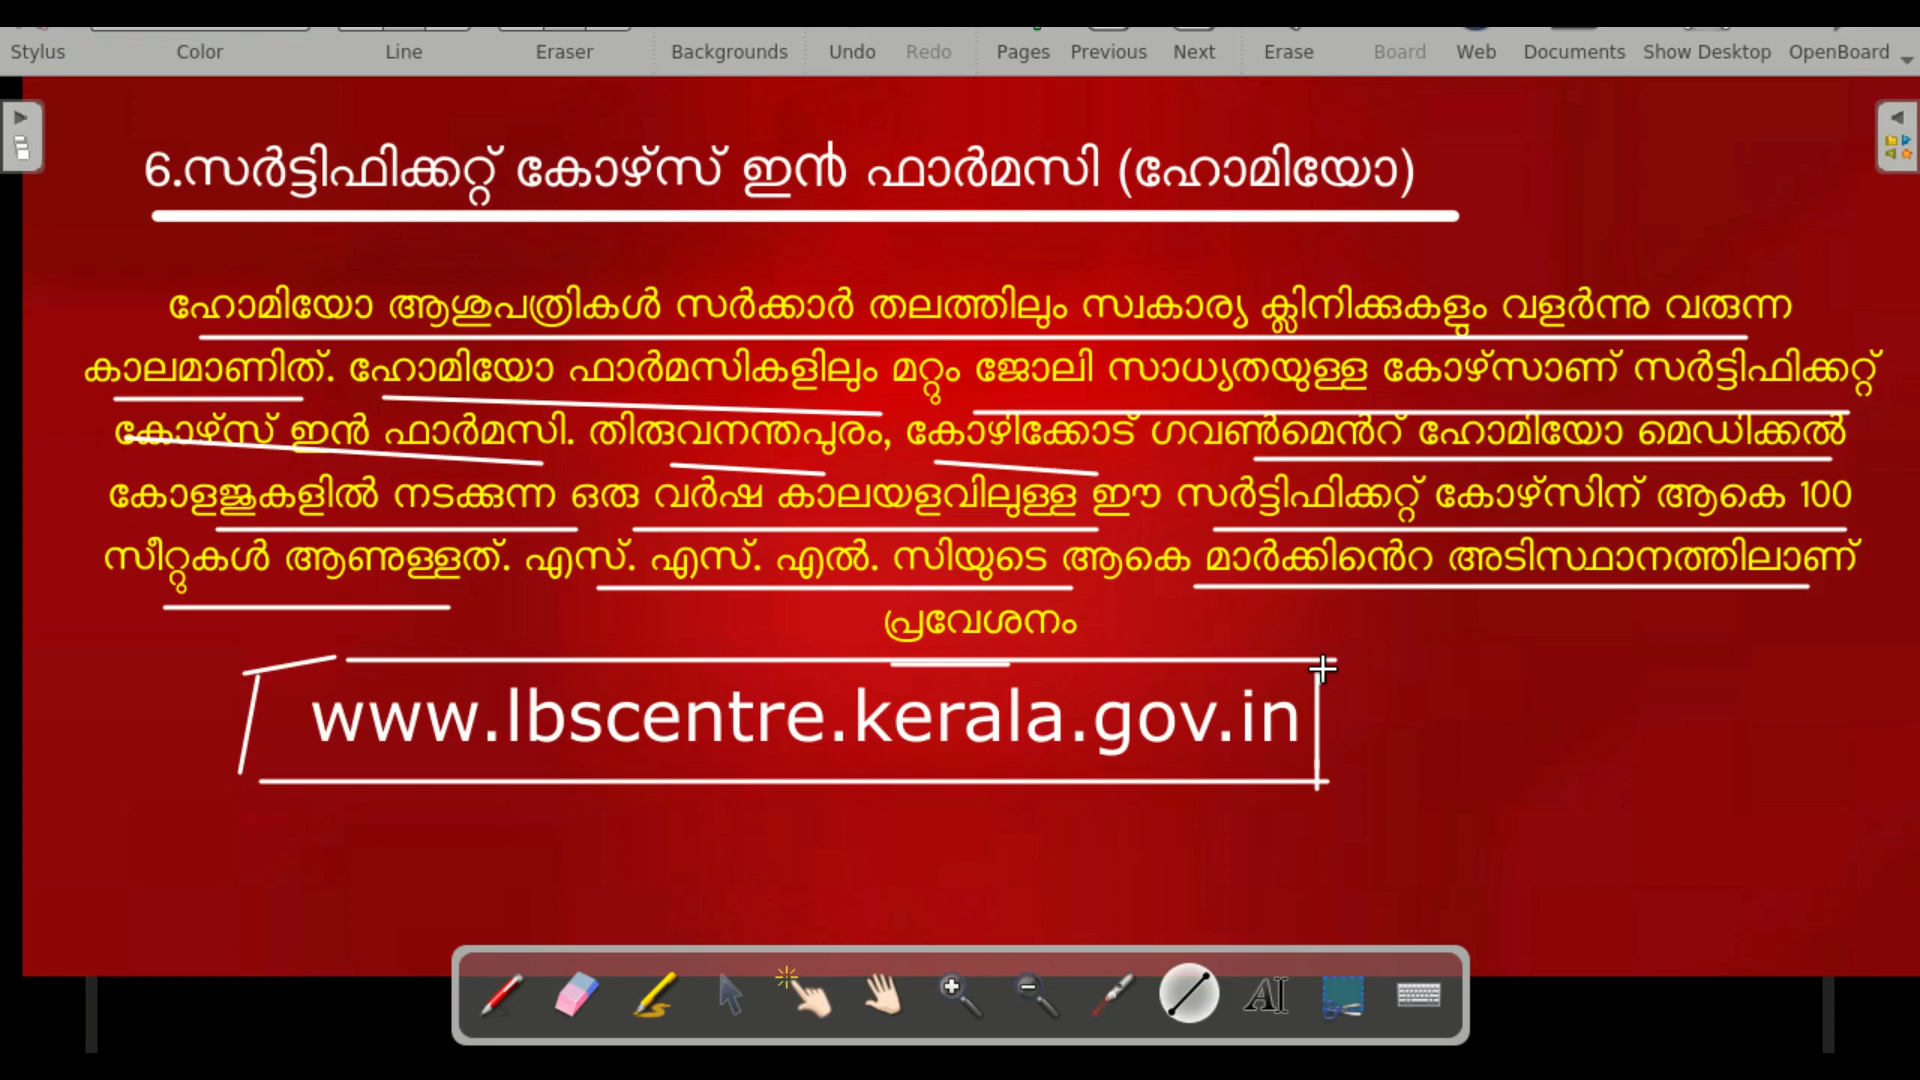 Stylus Color Line Eraser Backgrounds Undo Redo Pages Previous Next Erase Board Web Documents Show Desktop OpenBoard
6.സർട്ടിഫിക്കറ്റ് കോഴ്സ് ഇൻ ഫാർമസി (ഹോമിയോ)
ഹോമിയോ ആശുപത്രികൾ സർക്കാർ തലത്തിലും സ്വകാര്യ ക്ലിനിക്കുകളും വളർന്നു വരുന്ന
കാലമാണിത്. ഹോമിയോ ഫാർമസികളിലും മറ്റും ജോലി സാധ്യതയുള്ള കോഴ്സാണ് സർട്ടിഫിക്കറ്റ്
കോഴ്സ് ഇൻ ഫാർമസി. തിരുവനന്തപുരം, കോഴിക്കോട് ഗവൺമെൻറ് ഹോമിയോ മെഡിക്കൽ
കോളജുകളിൽ നടക്കുന്ന ഒരു വർഷ കാലയളവിലുള്ള ഈ സർട്ടിഫിക്കറ്റ് കോഴ്സിന് ആകെ 100
സീറ്റുകൾ ആണുള്ളത്. എസ്. എസ്. എൽ. സിയുടെ ആകെ മാർക്കിൻെറ അടിസ്ഥാനത്തിലാണ്
പ്രവേശനം
www.lbscentre.kerala.gov.in
AI